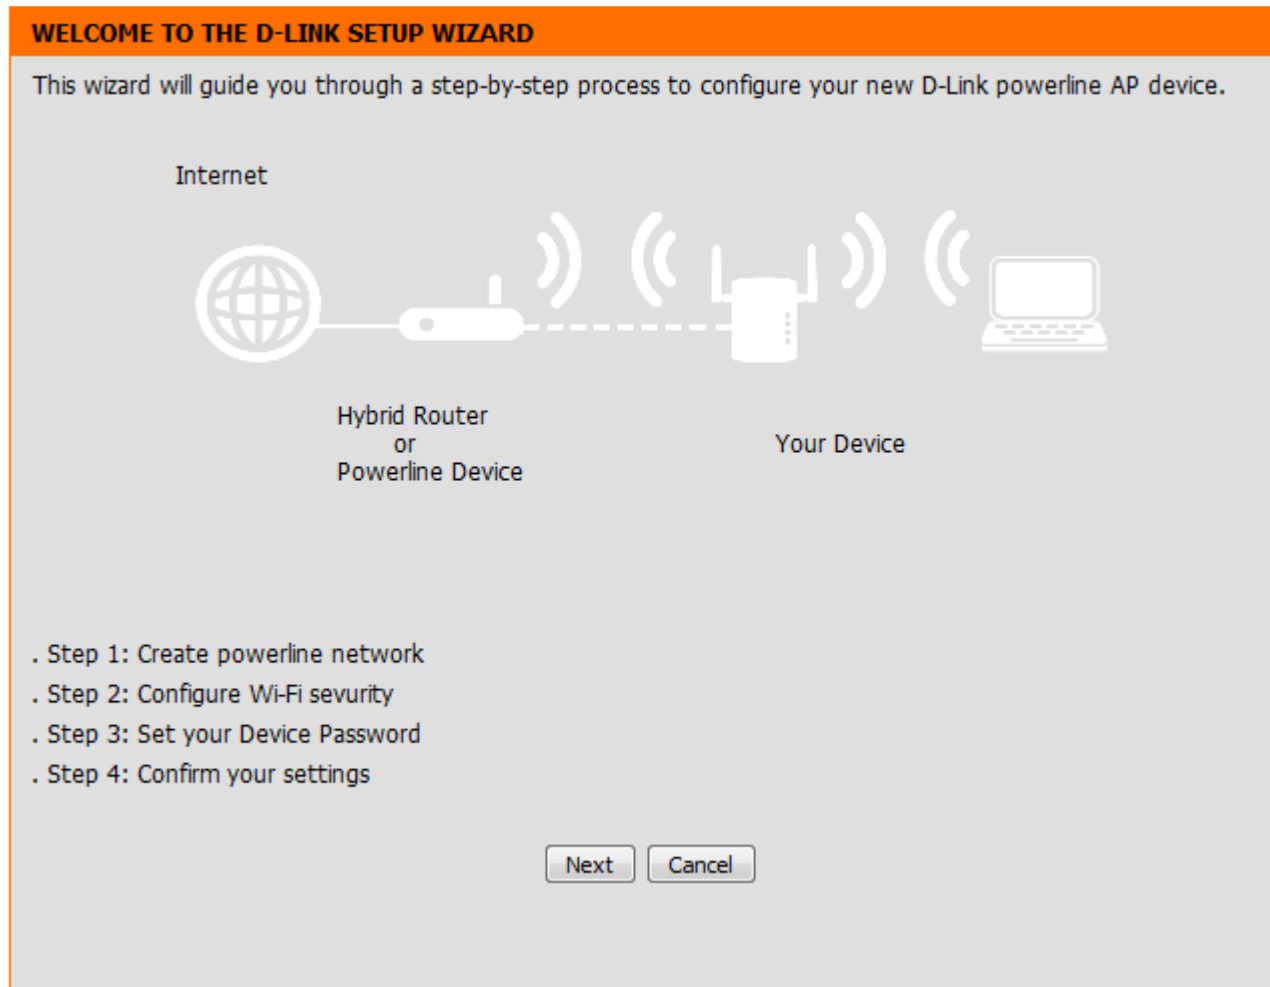 WELCOME TO THE D-LINK SETUP WIZARD
This wizard will guide you through a step-by-step process to configure your new D-Link powerline AP device.
Internet
Hybrid Router
or
Powerline Device
Your Device
. Step 1: Create powerline network
. Step 2: Configure Wi-Fi sevurity
. Step 3: Set your Device Password
. Step 4: Confirm your settings
Next Cancel